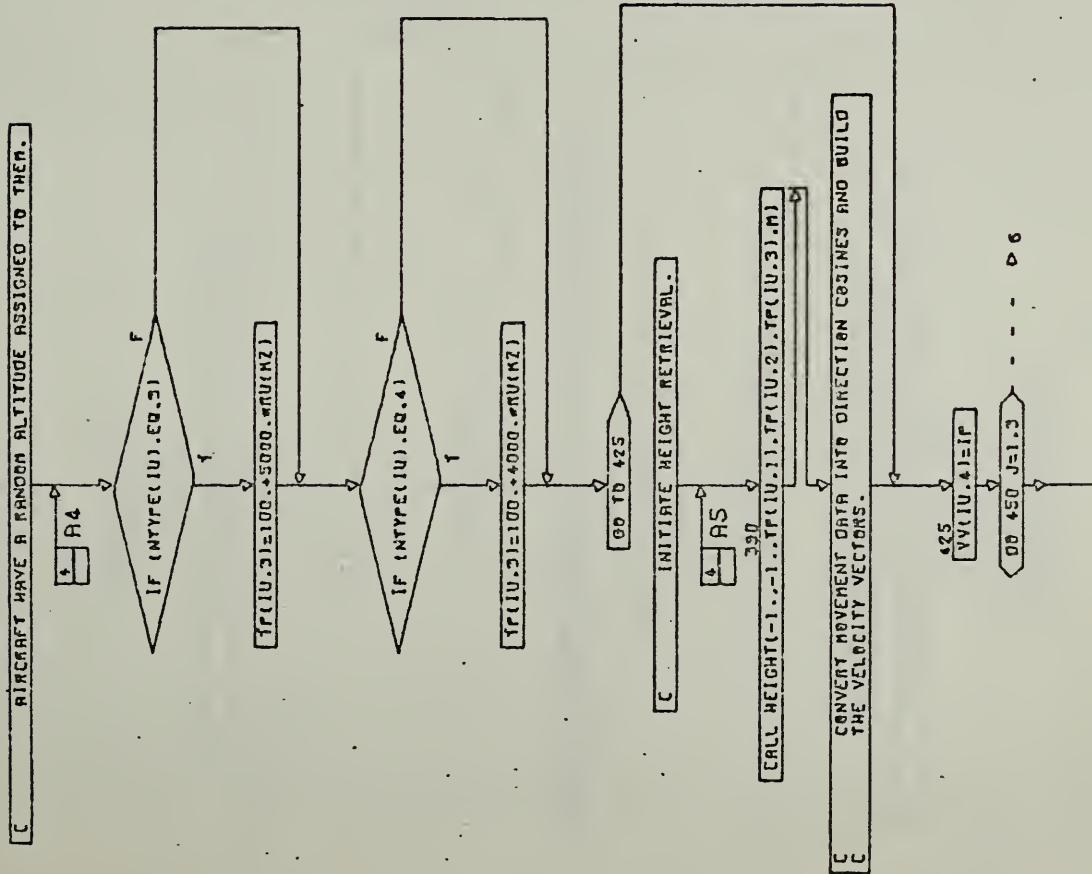 C AIRCRAFT HAVE A RANDOM ALTITUDE ASSIGNED TO THEM.
4 A4
IF (NTYPE(IU).EQ.3)
F
T
TP(IU.3)=100.+5000.*RU(KZ)
IF (NTYPE(IU).EQ.4)
F
T
TP(IU.3)=100.+4000.*RU(KZ)
GO TO 425
C INITIATE HEIGHT RETRIEVAL.
4 A5
390
CALL HEIGHT(-1.,-1.,TP(IU.1),TP(IU.2),TP(IU.3),M)
C CONVERT MOVEMENT DATA INTO DIRECTION COSINES AND BUILD
C THE VELOCITY VECTORS.
425
VV(IU.4)=IP
DO 450 J=1.3
6